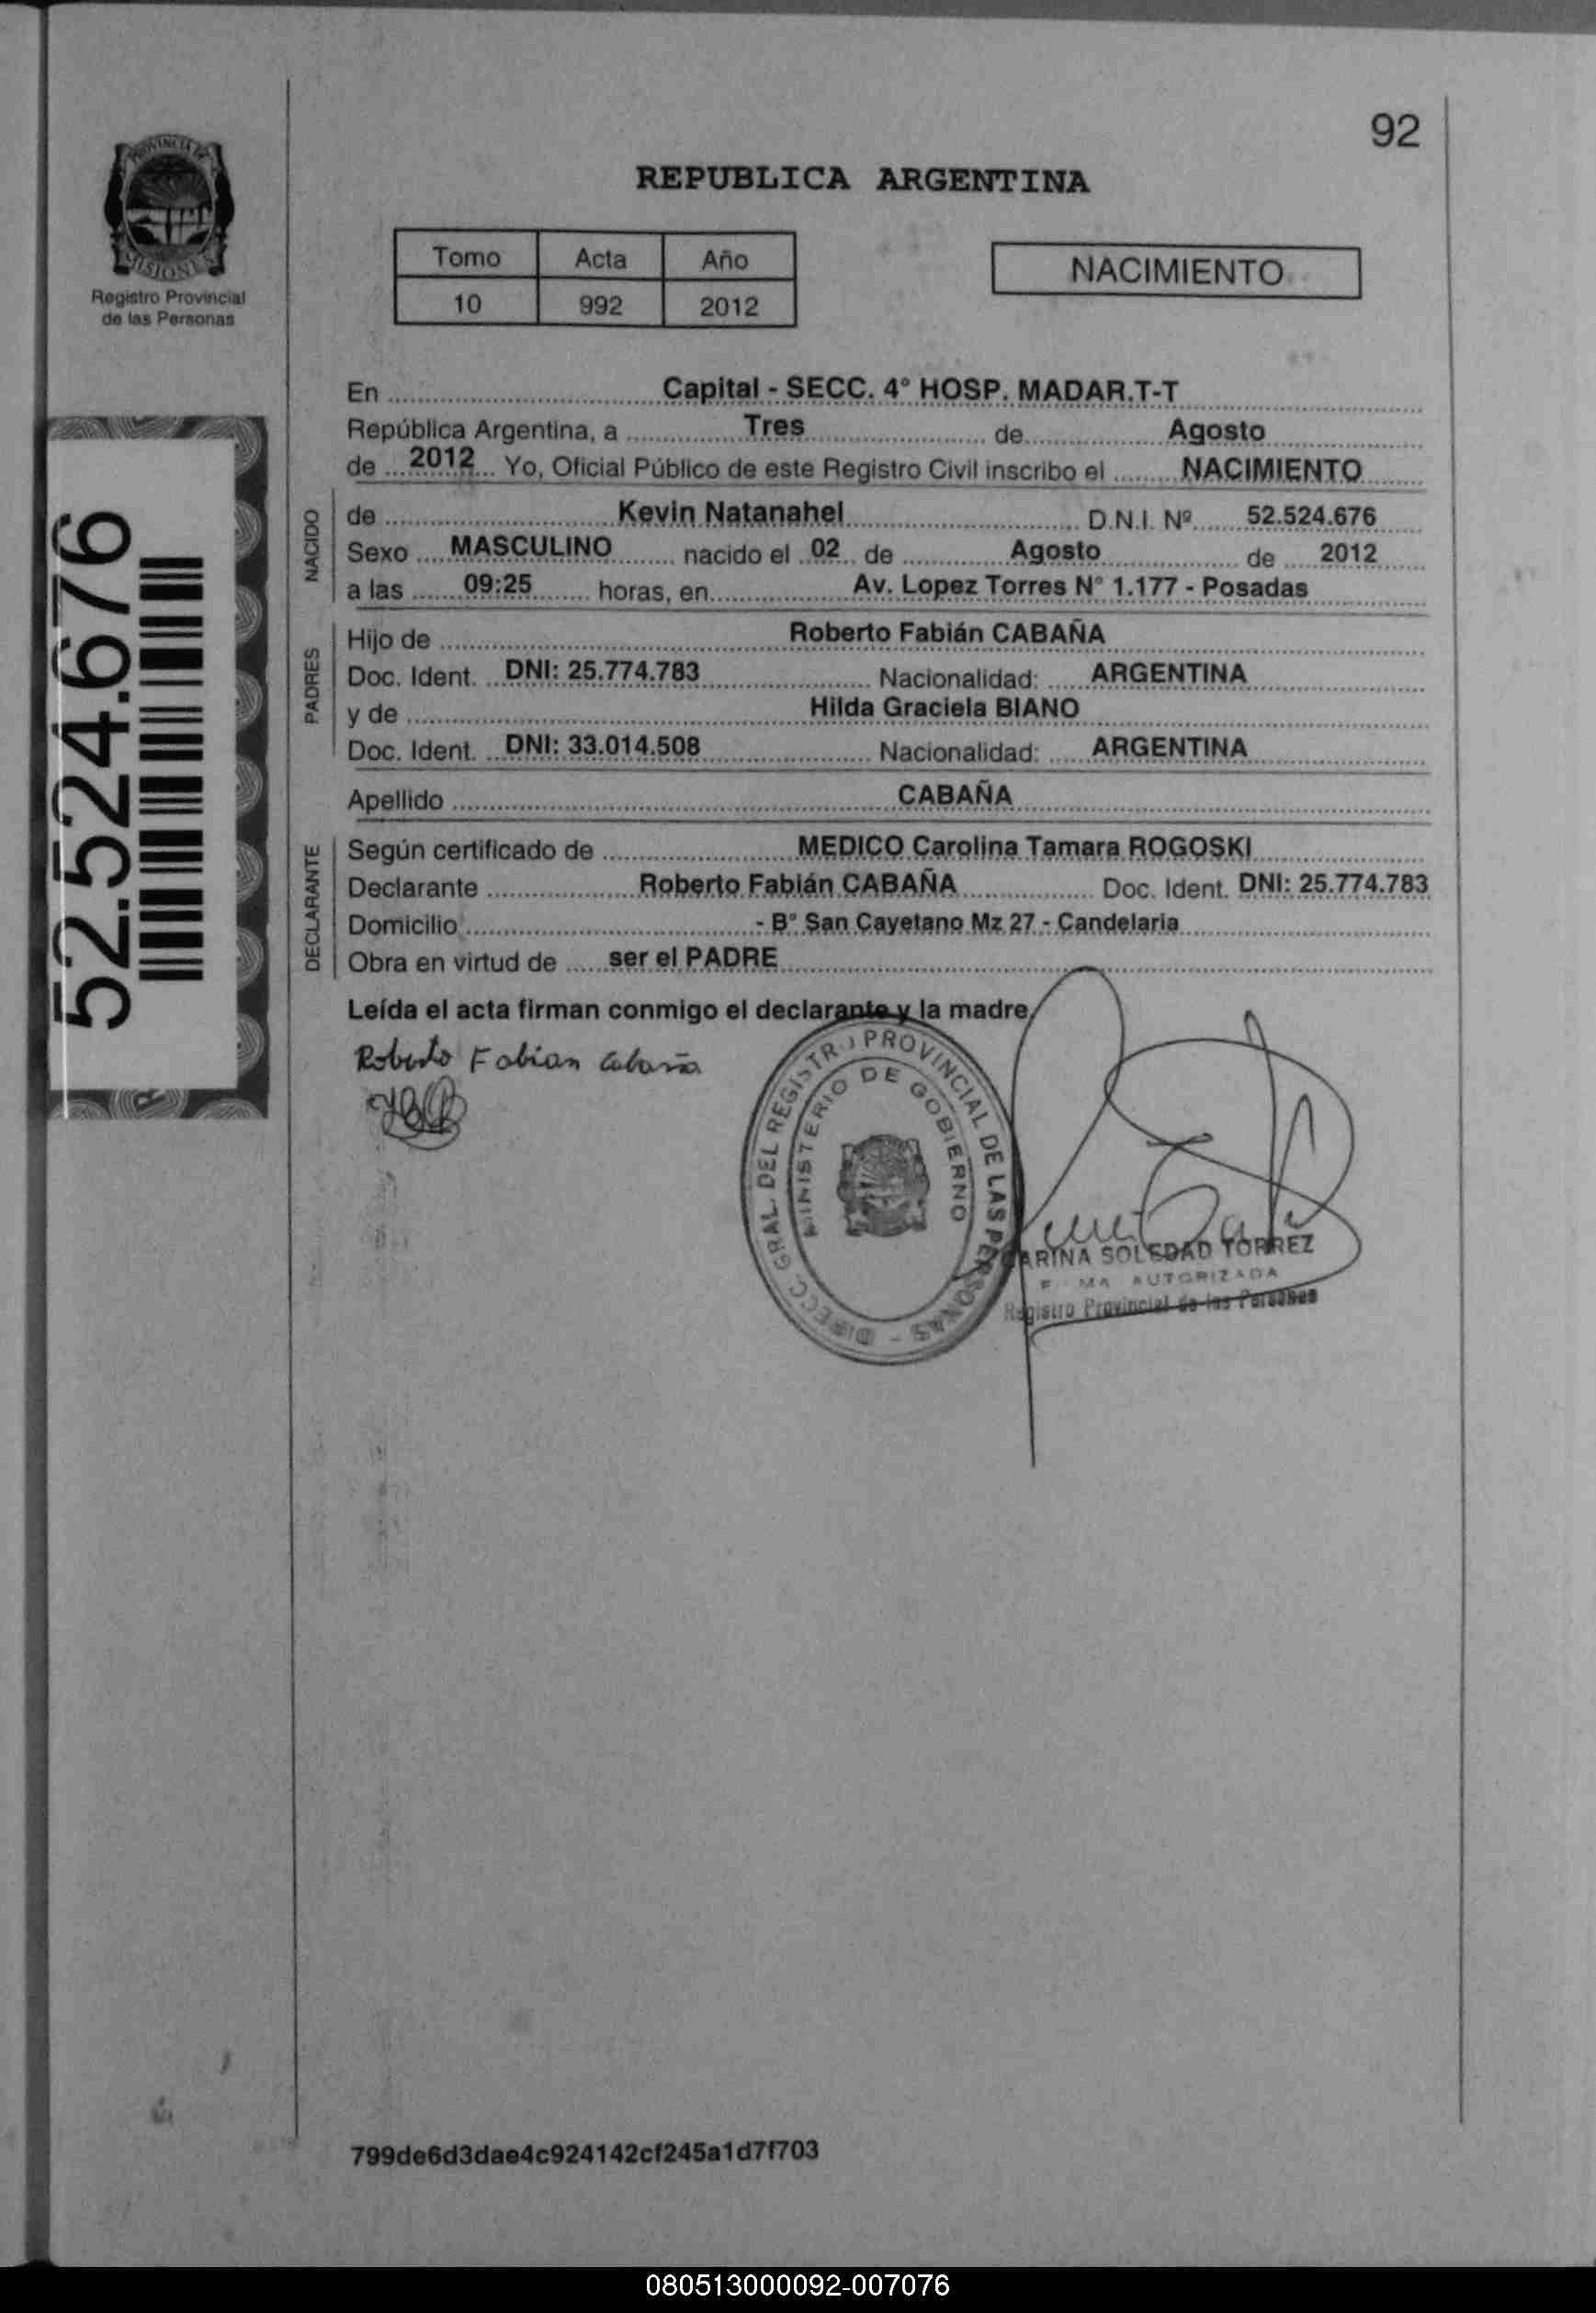 92
PROVINCIA DE
MISIONES
Registro Provincial
de las Personas
REPUBLICA ARGENTINA
Tomo Acta Año
10 992 2012
NACIMIENTO
En Capital - SECC. 4° HOSP. MADAR.T-T
República Argentina, a Tres de Agosto
de 2012 Yo, Oficial Público de este Registro Civil inscribo el NACIMIENTO
NACIDO
de Kevin Natanahel D.N.I. Nº 52.524.676
Sexo MASCULINO nacido el 02 de Agosto de 2012
a las 09:25 horas, en Av. Lopez Torres N° 1.177 - Posadas
PADRES
Hijo de Roberto Fabián CABAÑA
Doc. Ident. DNI: 25.774.783 Nacionalidad: ARGENTINA
y de Hilda Graciela BIANO
Doc. Ident. DNI: 33.014.508 Nacionalidad: ARGENTINA
Apellido CABAÑA
DECLARANTE
Según certificado de MEDICO Carolina Tamara ROGOSKI
Declarante Roberto Fabián CABAÑA Doc. Ident. DNI: 25.774.783
Domicilio - B° San Cayetano Mz 27 - Candelaria
Obra en virtud de ser el PADRE
Leída el acta firman conmigo el declarante y la madre
52.524.676
Roberto Fabian Cabaña
DIRECC GRAL. DEL REGISTRO PROVINCIAL DE LAS PERSONAS -
MINISTERIO DE GOBIERNO
ARINA SOLEDAD TORREZ
AUTORIZADA
Registro Provincial de las Personas
799de6d3dae4c924142cf245a1d7f703
080513000092-007076